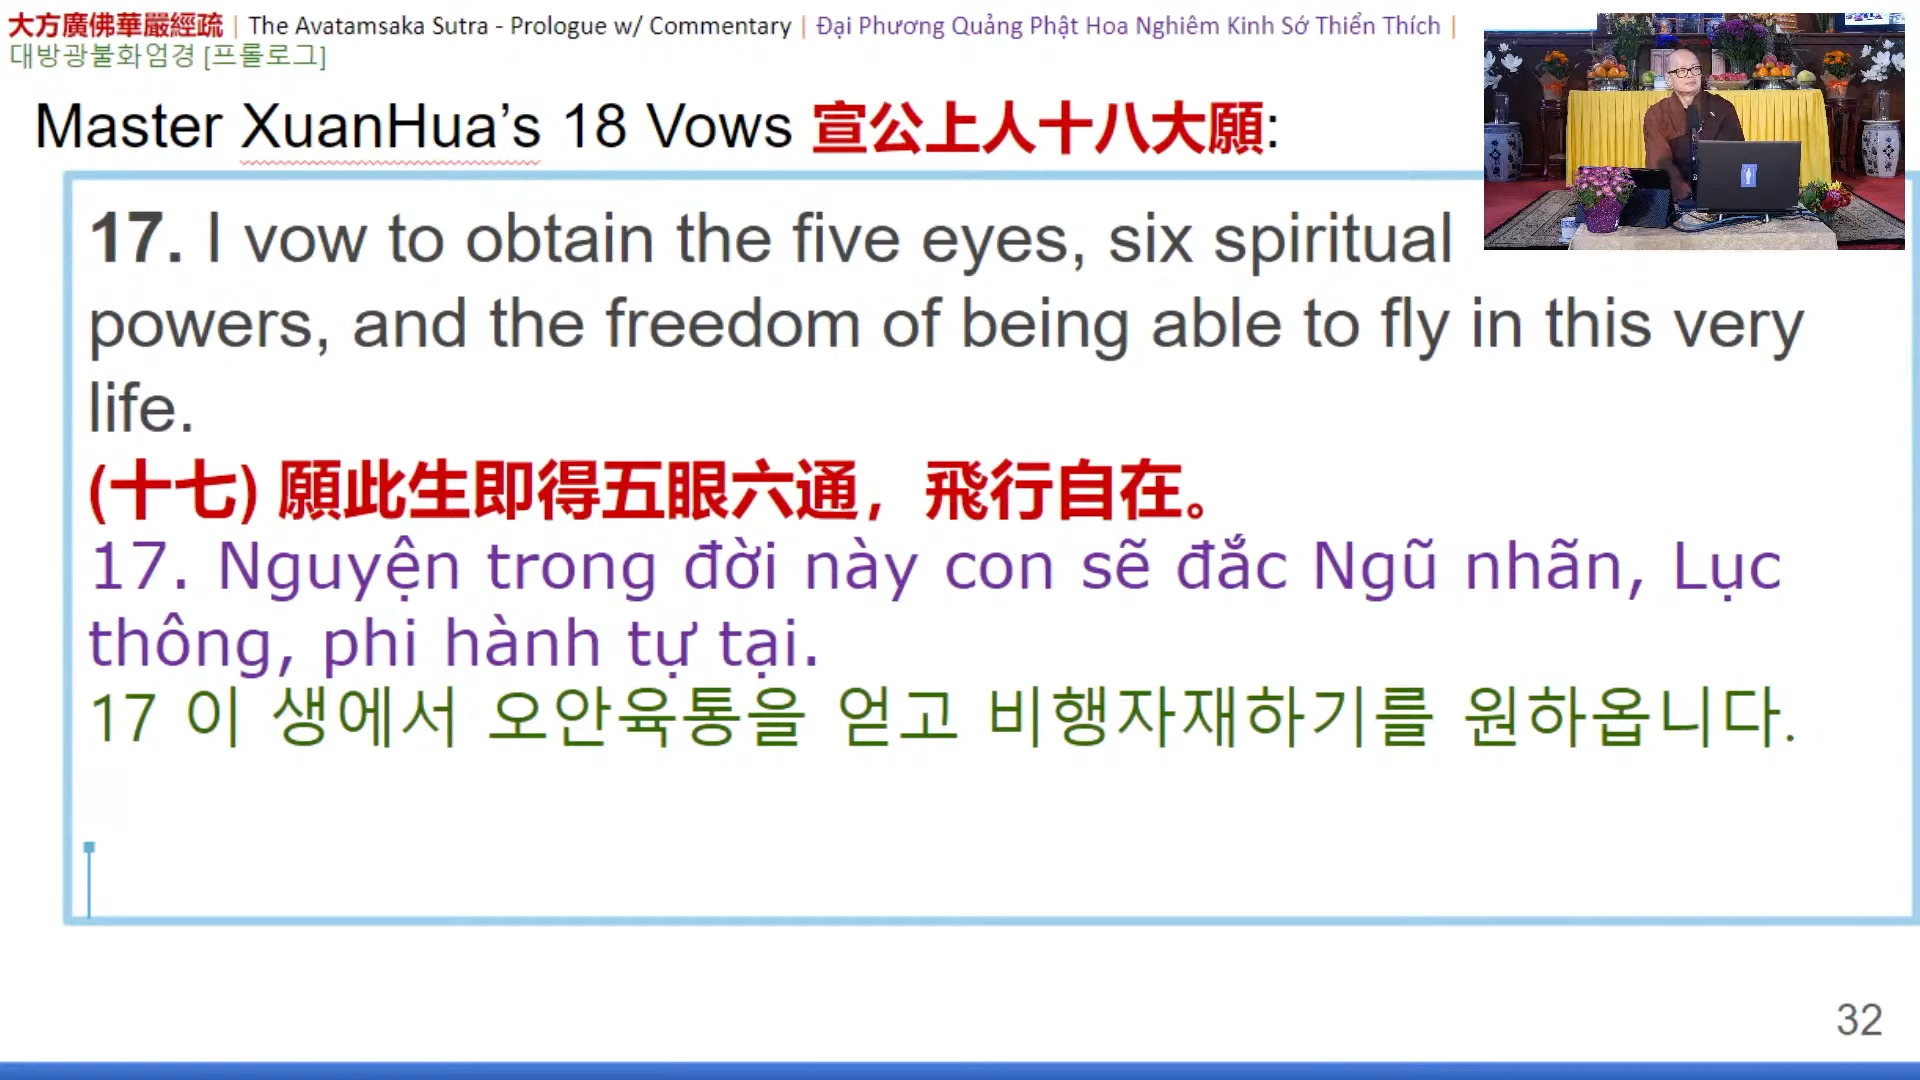 大方廣佛華嚴經疏 | The Avatamsaka Sutra - Prologue w/ Commentary | Đại Phương Quảng Phật Hoa Nghiêm Kinh Sớ Thiển Thích |
대방광불화엄경 [프롤로그]
Master XuanHua’s 18 Vows 宣公上人十八大願:
17. I vow to obtain the five eyes, six spiritual
powers, and the freedom of being able to fly in this very
life.
(十七) 願此生即得五眼六通，飛行自在。
17. Nguyện trong đời này con sẽ đắc Ngũ nhãn, Lục
thông, phi hành tự tại.
17 이 생에서 오안육통을 얻고 비행자재하기를 원하옵니다.
32